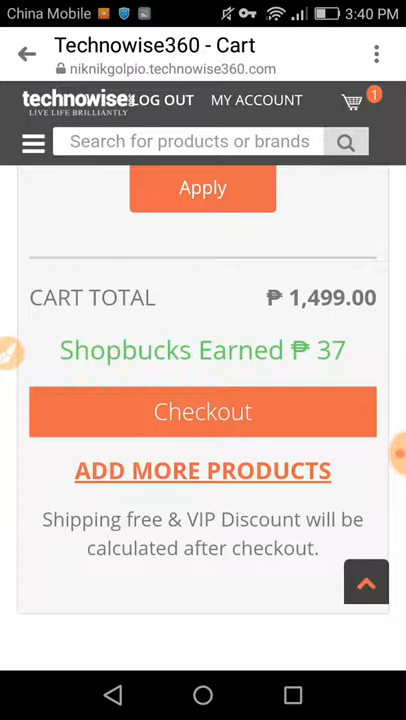 China Mobile 3:40 PM
Technowise360 - Cart
niknikgolpio.technowise360.com
technowise LOG OUT MY ACCOUNT 1
LIVE LIFE BRILLIANTLY
Search for products or brands
Apply
CART TOTAL ₱ 1,499.00
Shopbucks Earned ₱ 37
Checkout
ADD MORE PRODUCTS
Shipping free & VIP Discount will be
calculated after checkout.